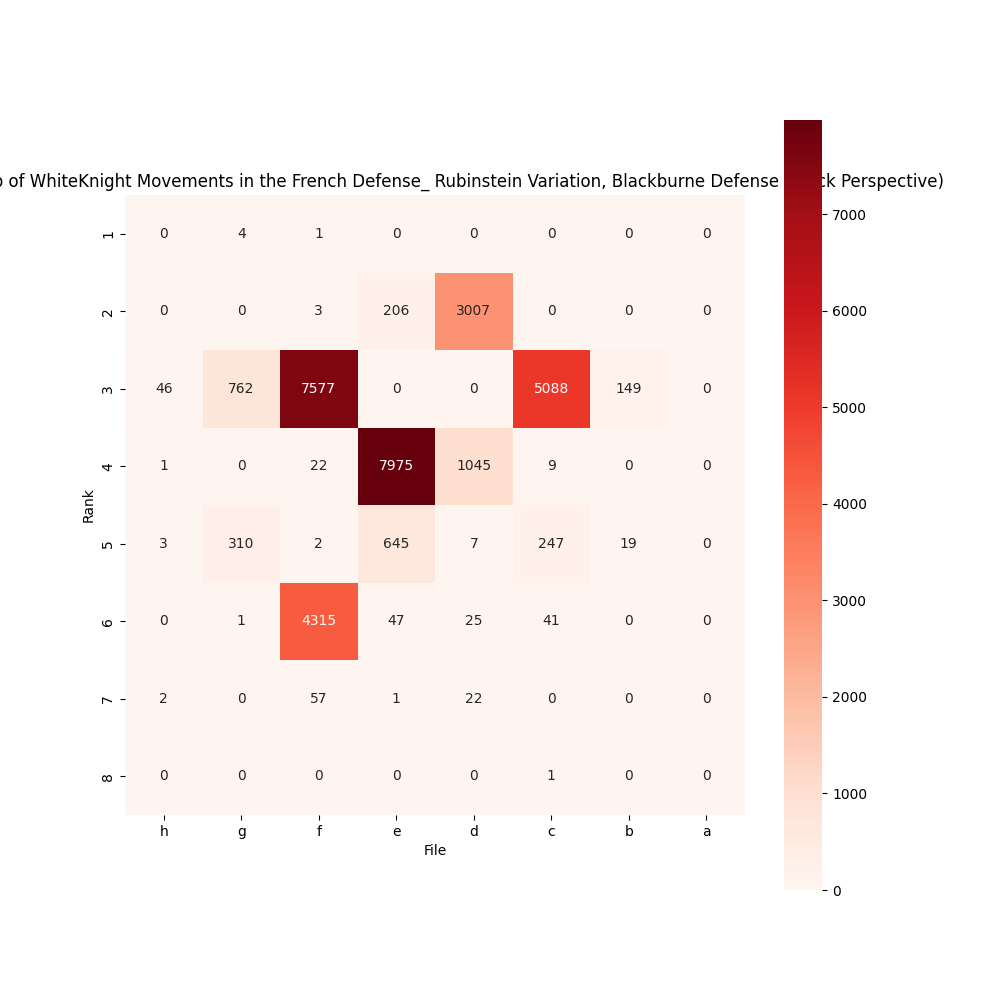 of WhiteKnight Movements in the French Defense_ Rubinstein Variation, Blackburne Defense ck Perspective)
1 0 4 1 0 0 0 0 0
2 0 0 3 206 3007 0 0 0
3 46 762 7577 0 0 5088 149 0
4 1 0 22 7975 1045 9 0 0
5 3 310 2 645 7 247 19 0
6 0 1 4315 47 25 41 0 0
7 2 0 57 1 22 0 0 0
8 0 0 0 0 0 1 0 0
h g f e d c b a
File
Rank
7000
6000
5000
4000
3000
2000
1000
0